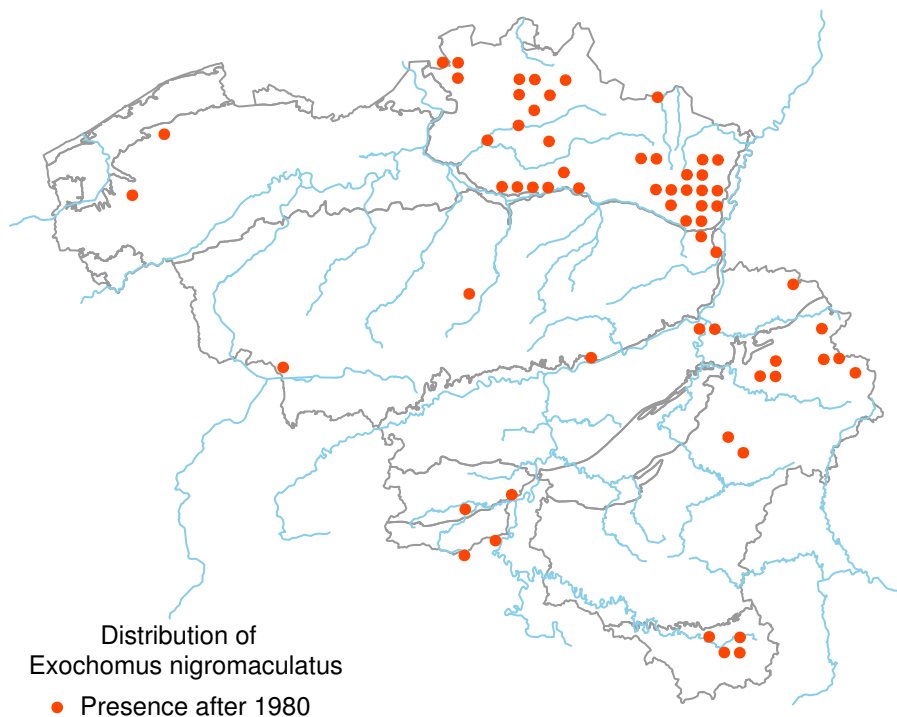 Distribution of
Exochomus nigromaculatus
Presence after 1980